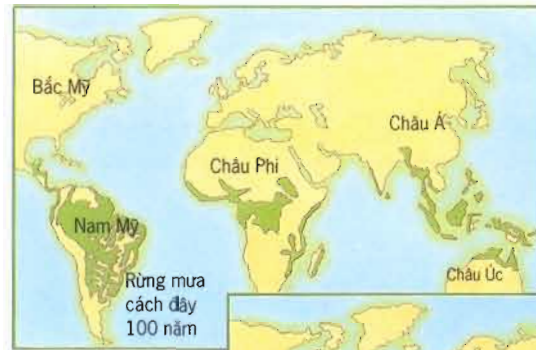 Bắc Mỹ
Châu Á
Châu Phi
Nam Mỹ
Châu Úc
Rừng mưa
cách đây
100 năm